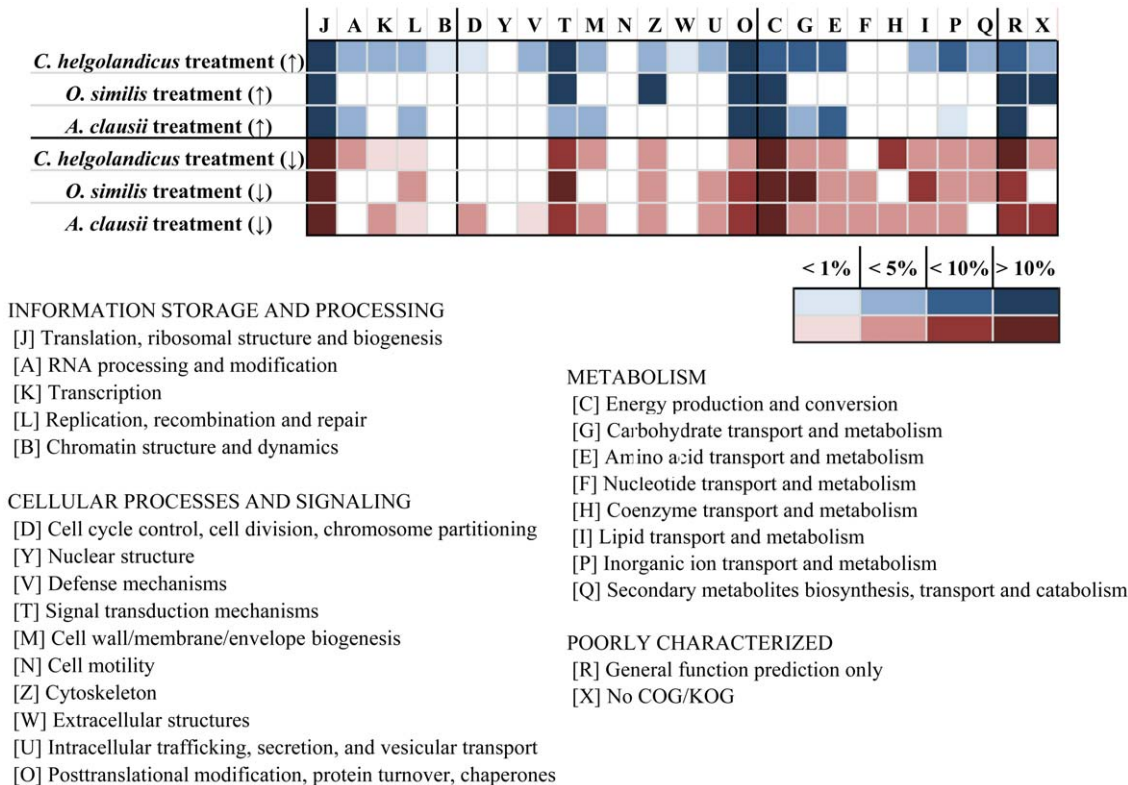 J A K L B D Y V T M N Z W U O C G E F H I P Q R X
C. helgolandicus treatment (↑)
O. similis treatment (↑)
A. clausii treatment (↑)
C. helgolandicus treatment (↓)
O. similis treatment (↓)
A. clausii treatment (↓)
< 1% < 5% < 10% > 10%
INFORMATION STORAGE AND PROCESSING
[J] Translation, ribosomal structure and biogenesis
[A] RNA processing and modification
[K] Transcription
[L] Replication, recombination and repair
[B] Chromatin structure and dynamics
CELLULAR PROCESSES AND SIGNALING
[D] Cell cycle control, cell division, chromosome partitioning
[Y] Nuclear structure
[V] Defense mechanisms
[T] Signal transduction mechanisms
[M] Cell wall/membrane/envelope biogenesis
[N] Cell motility
[Z] Cytoskeleton
[W] Extracellular structures
[U] Intracellular trafficking, secretion, and vesicular transport
[O] Posttranslational modification, protein turnover, chaperones
METABOLISM
[C] Energy production and conversion
[G] Carbohydrate transport and metabolism
[E] Amino acid transport and metabolism
[F] Nucleotide transport and metabolism
[H] Coenzyme transport and metabolism
[I] Lipid transport and metabolism
[P] Inorganic ion transport and metabolism
[Q] Secondary metabolites biosynthesis, transport and catabolism
POORLY CHARACTERIZED
[R] General function prediction only
[X] No COG/KOG